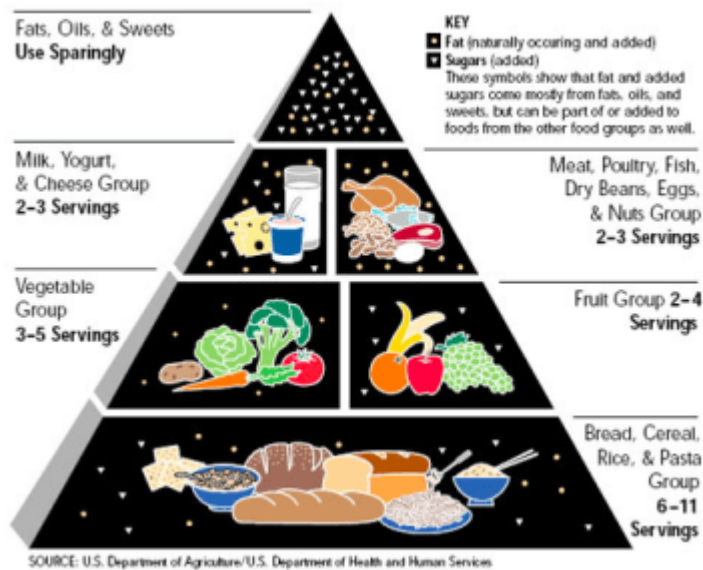 Fats, Oils, & Sweets
Use Sparingly
KEY
Fat (naturally occuring and added)
Sugars (added)
These symbols show that fat and added
sugars come mostly from fats, oils, and
sweets, but can be part of or added to
foods from the other food groups as well.
Milk, Yogurt,
& Cheese Group
2–3 Servings
Meat, Poultry, Fish,
Dry Beans, Eggs,
& Nuts Group
2–3 Servings
Vegetable
Group
3–5 Servings
Fruit Group 2–4
Servings
Bread, Cereal,
Rice, & Pasta
Group
6–11
Servings
SOURCE: U.S. Department of Agriculture/U.S. Department of Health and Human Services